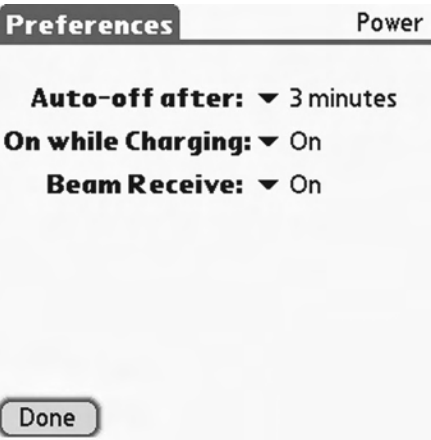 Preferences Power
Auto-off after: 3 minutes
On while Charging: On
Beam Receive: On
Done